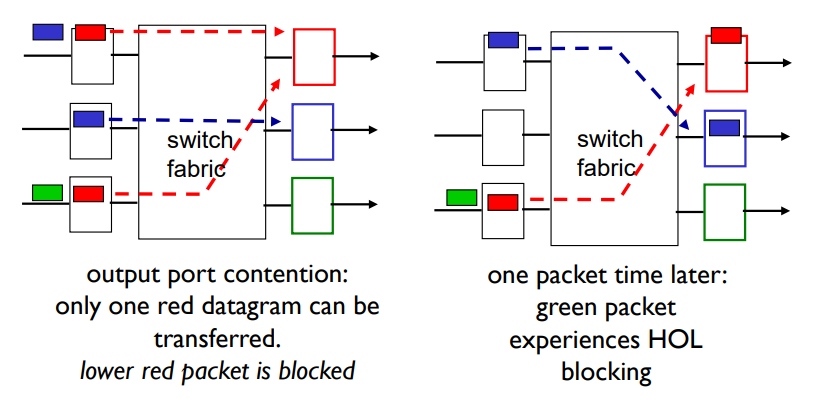 switch
fabric
output port contention:
only one red datagram can be
transferred.
lower red packet is blocked
switch
fabric
one packet time later:
green packet
experiences HOL
blocking